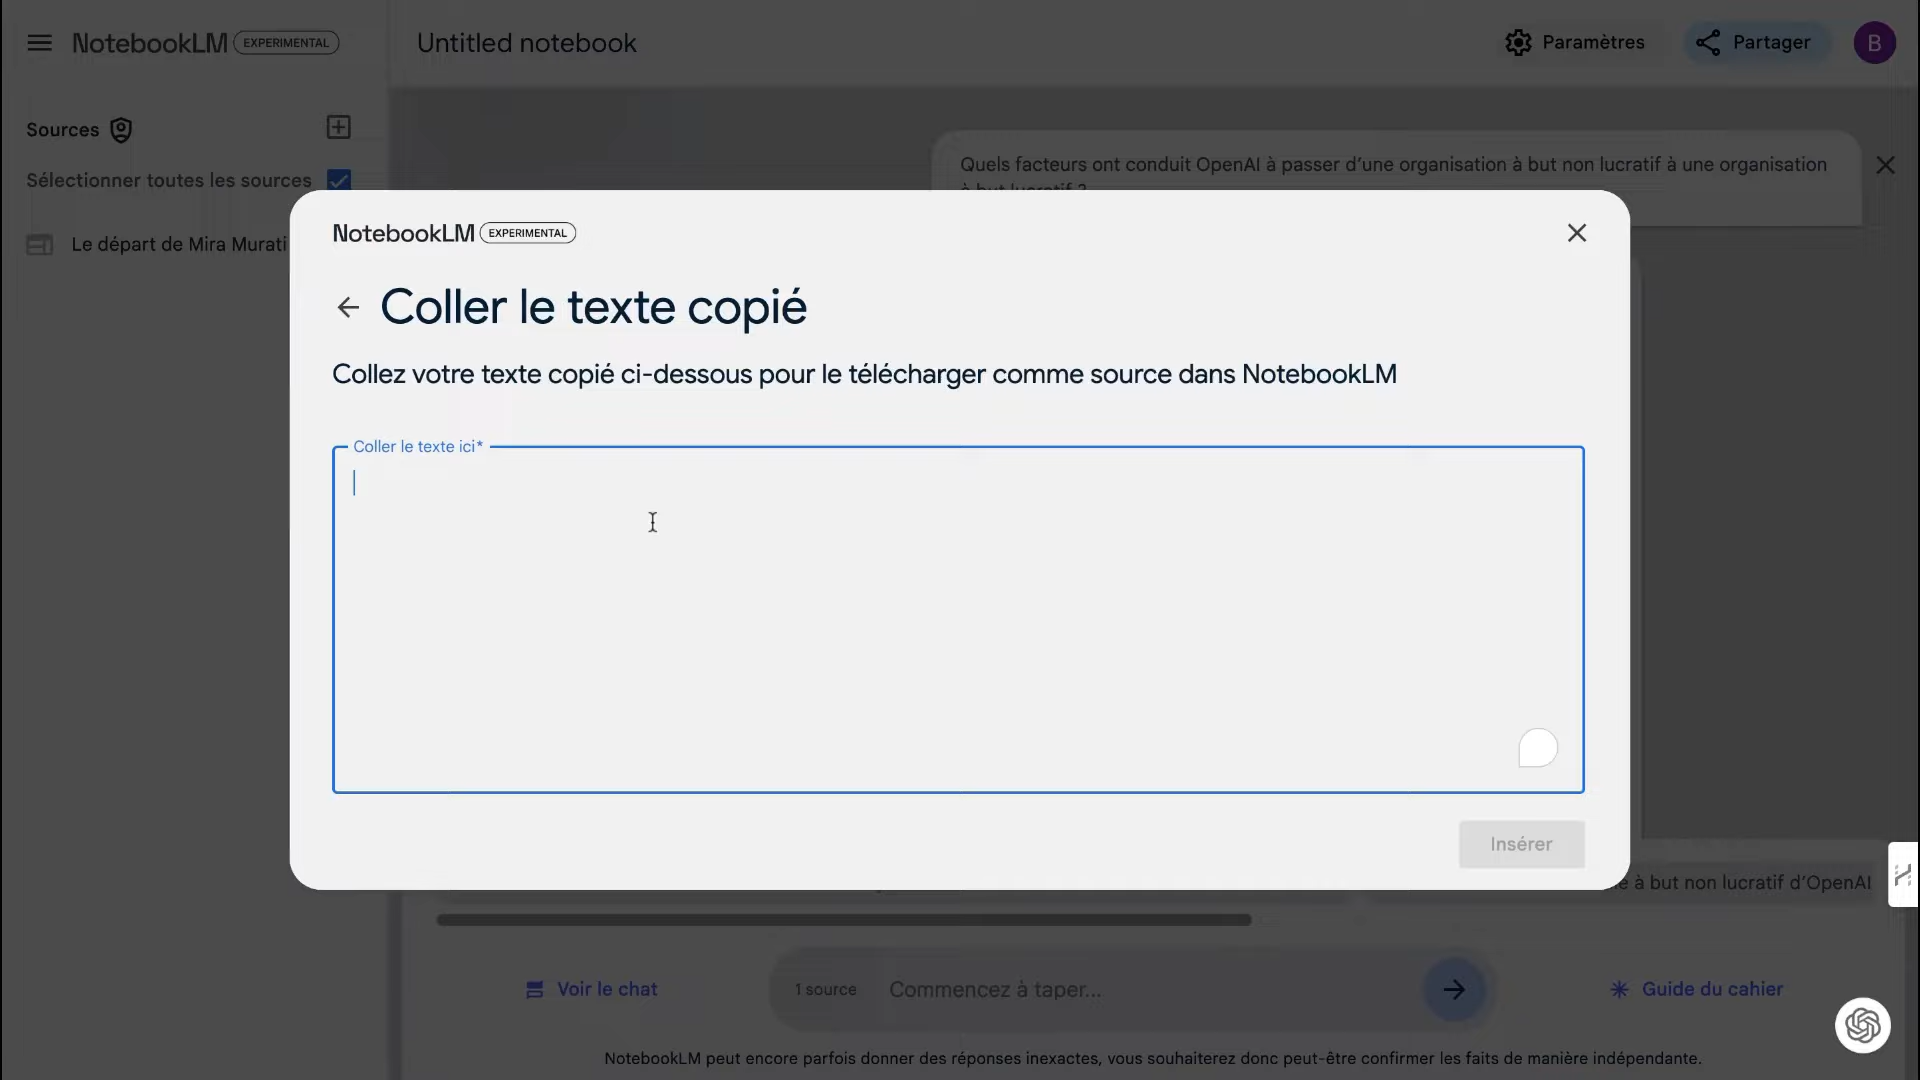 NotebookLM EXPERIMENTAL
Untitled notebook
Paramètres
Partager
B
Sources
Sélectionner toutes les sources
Le départ de Mira Murati
Quels facteurs ont conduit OpenAI à passer d'une organisation à but non lucratif à une organisation
à but lucratif ?
NotebookLM EXPERIMENTAL
Coller le texte copié
Collez votre texte copié ci-dessous pour le télécharger comme source dans NotebookLM
Coller le texte ici*
Insérer
à but non lucratif d'OpenAI
Voir le chat
1 source
Commencez à taper...
Guide du cahier
NotebookLM peut encore parfois donner des réponses inexactes, vous souhaiterez donc peut-être confirmer les faits de manière indépendante.